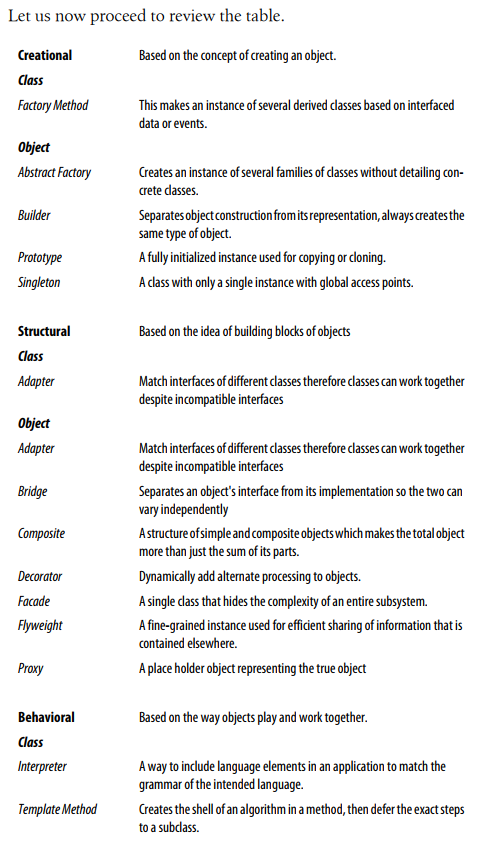 Let us now proceed to review the table.
Creational Based on the concept of creating an object.
Class
Factory Method This makes an instance of several derived classes based on interfaced
data or events.
Object
Abstract Factory Creates an instance of several families of classes without detailing con-
crete classes.
Builder Separates object construction from its representation, always creates the
same type of object.
Prototype A fully initialized instance used for copying or cloning.
Singleton A class with only a single instance with global access points.
Structural Based on the idea of building blocks of objects
Class
Adapter Match interfaces of different classes therefore classes can work together
despite incompatible interfaces
Object
Adapter Match interfaces of different classes therefore classes can work together
despite incompatible interfaces
Bridge Separates an object's interface from its implementation so the two can
vary independently
Composite A structure of simple and composite objects which makes the total object
more than just the sum of its parts.
Decorator Dynamically add alternate processing to objects.
Facade A single class that hides the complexity of an entire subsystem.
Flyweight A fine-grained instance used for efficient sharing of information that is
contained elsewhere.
Proxy A place holder object representing the true object
Behavioral Based on the way objects play and work together.
Class
Interpreter A way to include language elements in an application to match the
grammar of the intended language.
Template Method Creates the shell of an algorithm in a method, then defer the exact steps
to a subclass.